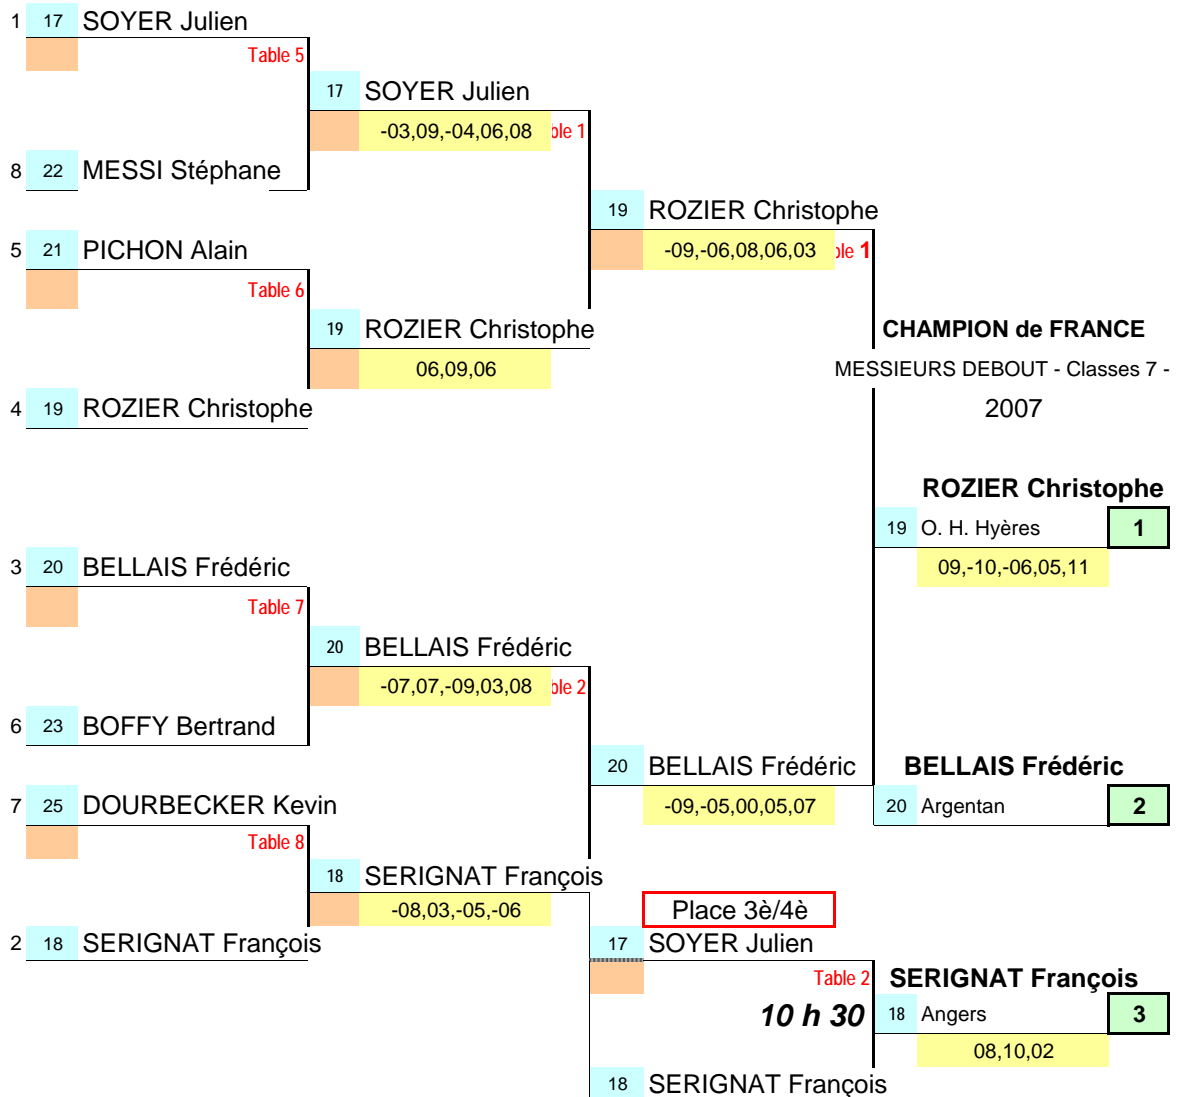 1 17 SOYER Julien
Table 5
17 SOYER Julien
-03,09,-04,06,08 ble 1
8 22 MESSI Stéphane
19 ROZIER Christophe
-09,-06,08,06,03 ble 1
5 21 PICHON Alain
Table 6
19 ROZIER Christophe
06,09,06
4 19 ROZIER Christophe
CHAMPION de FRANCE
MESSIEURS DEBOUT - Classes 7 -
2007
ROZIER Christophe
19 O. H. Hyères 1
09,-10,-06,05,11
3 20 BELLAIS Frédéric
Table 7
20 BELLAIS Frédéric
-07,07,-09,03,08 ble 2
6 23 BOFFY Bertrand
20 BELLAIS Frédéric
-09,-05,00,05,07
BELLAIS Frédéric
20 Argentan 2
7 25 DOURBECKER Kevin
Table 8
18 SERIGNAT François
-08,03,-05,-06
2 18 SERIGNAT François
Place 3è/4è
17 SOYER Julien
Table 2
10 h 30
SERIGNAT François
18 Angers 3
08,10,02
18 SERIGNAT François